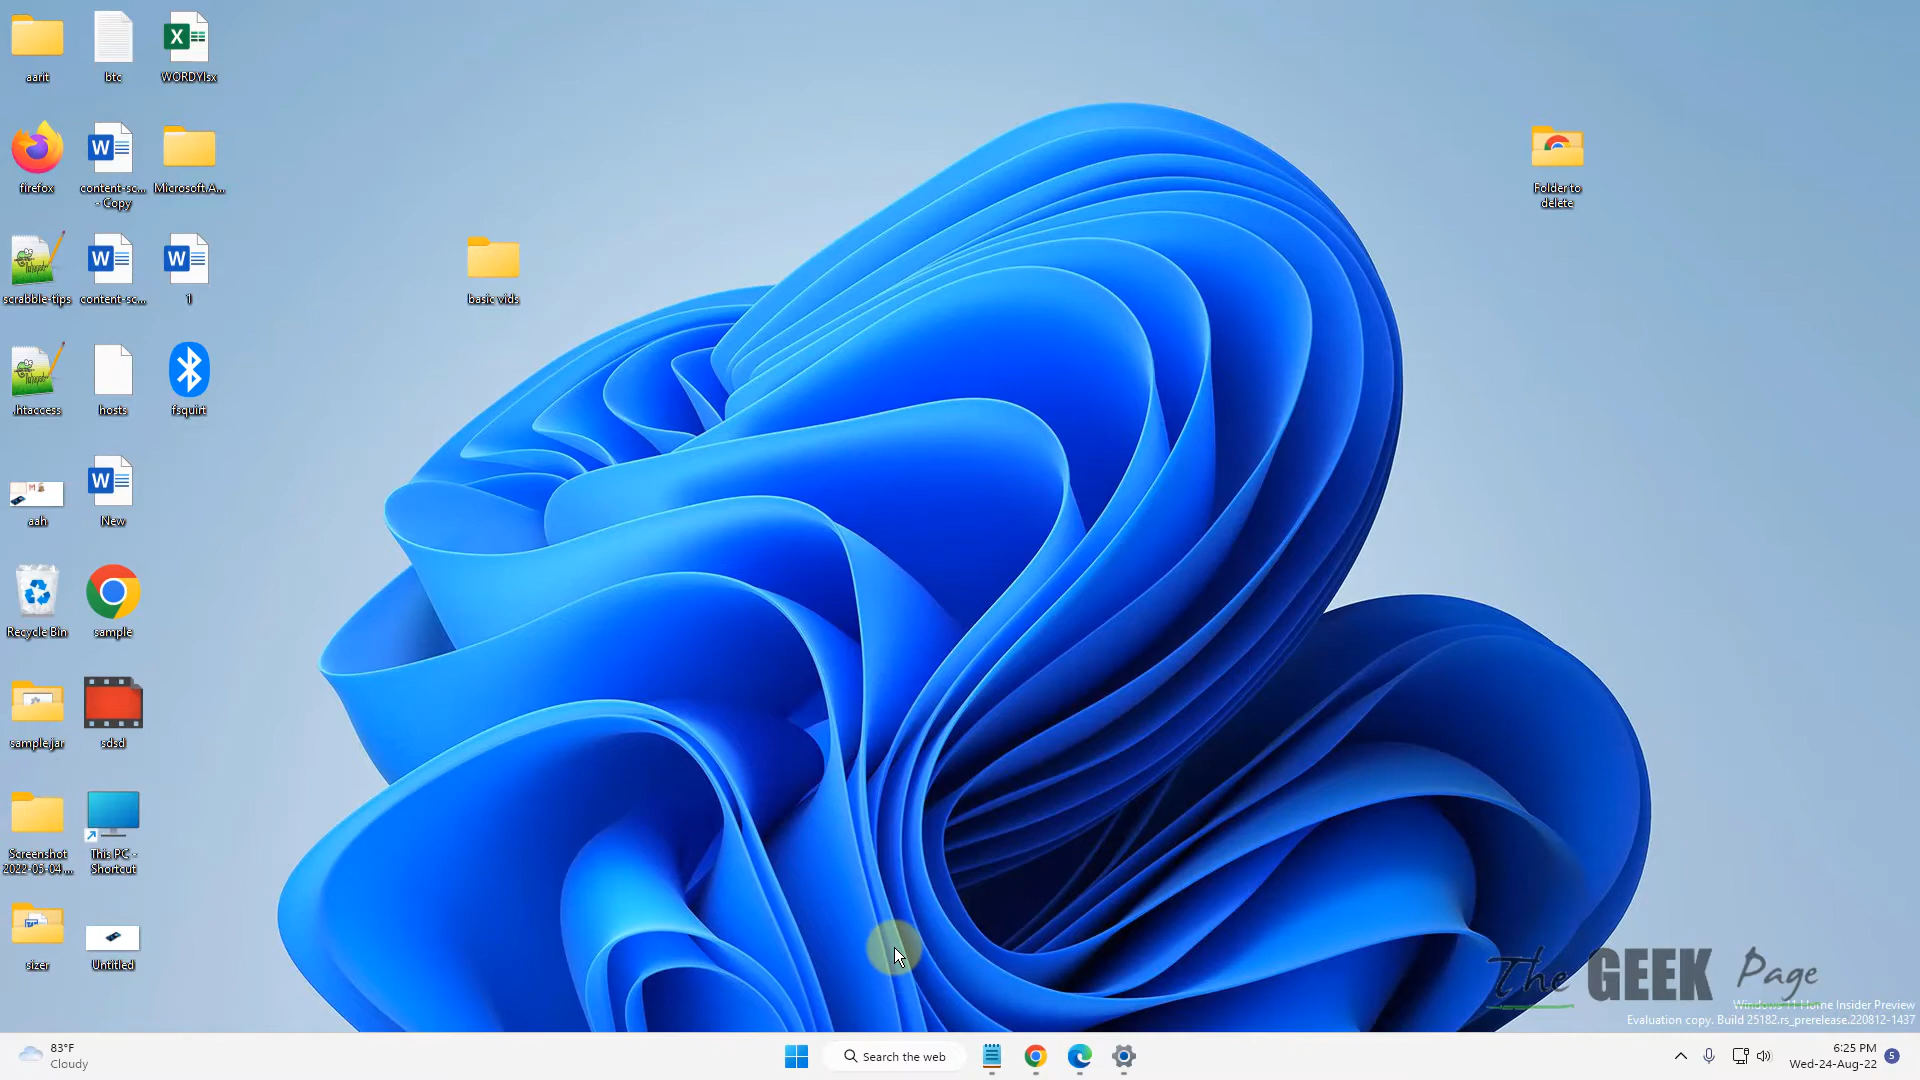 aarit
btc
WORDYlsx
firefox
content-sc...
- Copy
Microsoft.A...
Folder to
delete
scrabble-tips
content-sc...
1
basic vids
.htaccess
hosts
fsquirt
aah
New
Recycle Bin
sample
sample.jar
sdsd
Screenshot
2022-03-04...
This PC -
Shortcut
sizer
Untitled
The GEEK Page
Windows 11 Home Insider Preview
Evaluation copy. Build 25182.rs_prerelease.220812-1437
83°F
Cloudy
Search the web
6:25 PM
Wed-24-Aug-22
5